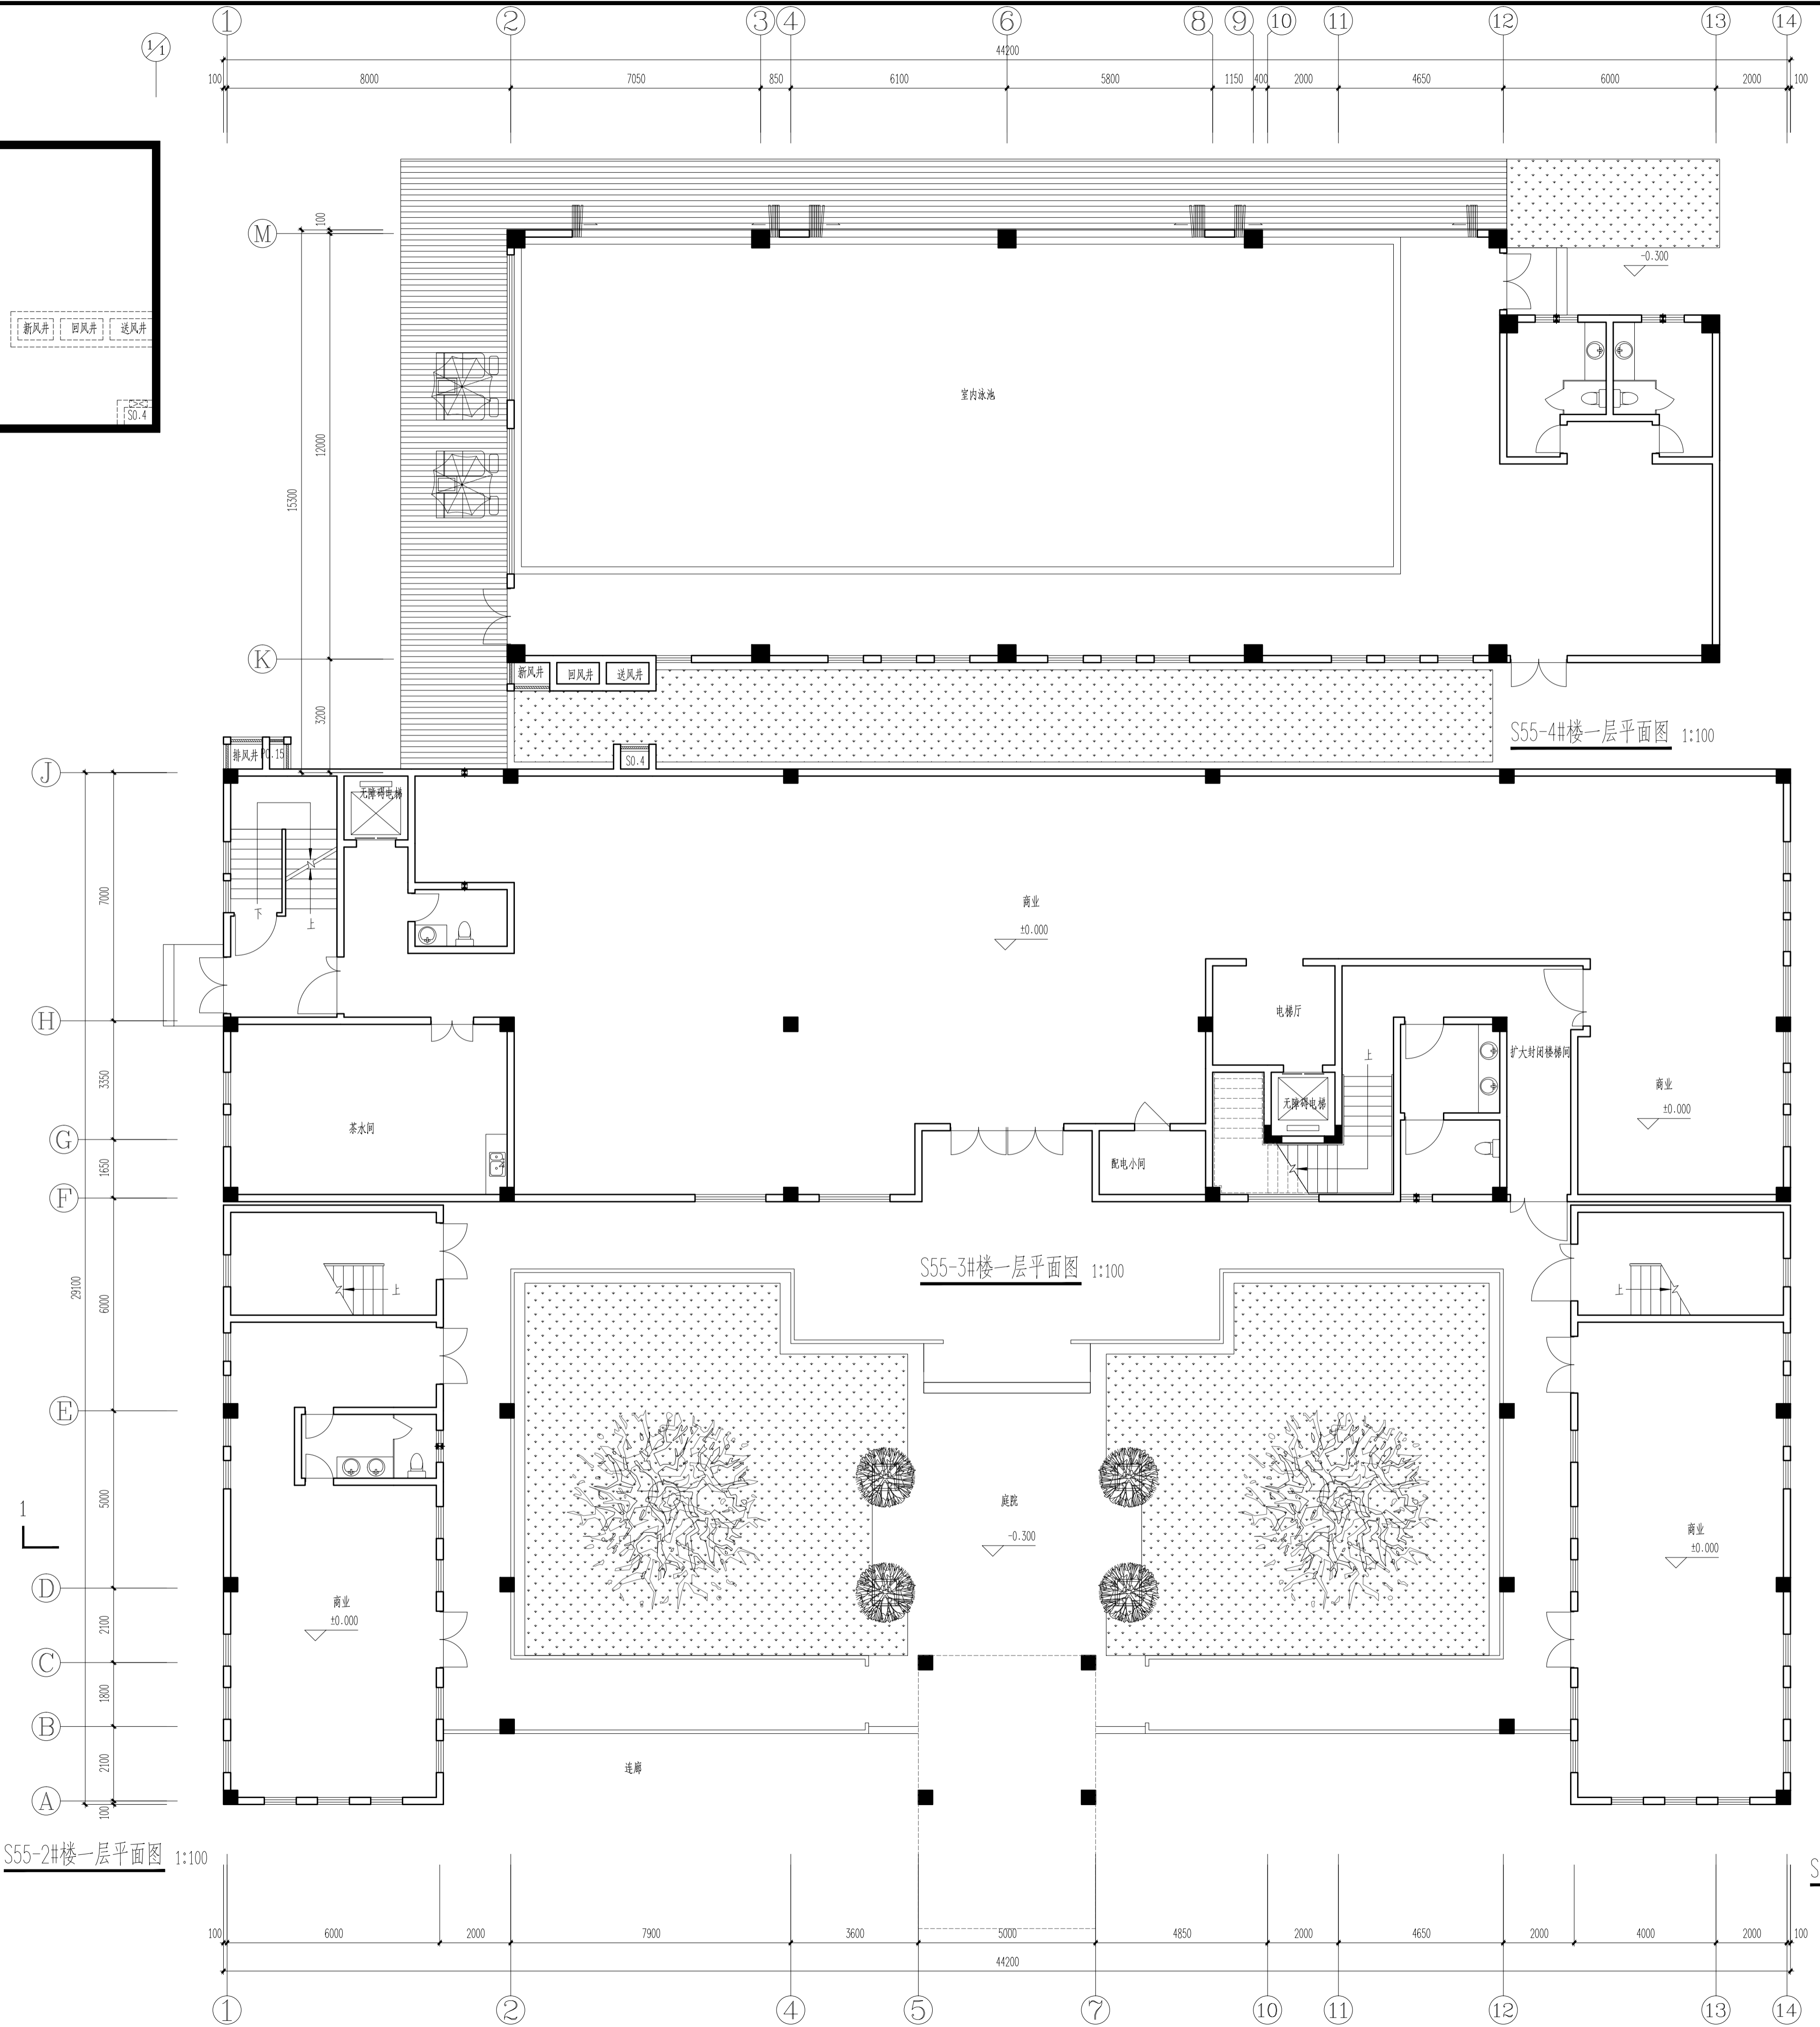 1 2 3 4 6 8 9 10 11 12 13 14
1/1
44200
100 8000 7050 850 6100 5800 1150 400 2000 4650 6000 2000 100
M
100
-0.300
新风井 回风井 送风井
S0.4
室内泳池
12000
15300
K
新风井 回风井 送风井
3200
S55-4#楼一层平面图 1:100
排风井 P0.15
S0.4
J
无障碍电梯
7000
商业
±0.000
下
上
H
电梯厅
扩大封闭楼梯间
上
3350
无障碍电梯
商业
±0.000
茶水间
G
配电小间
1650
F
S55-3#楼一层平面图 1:100
上
上
29100
6000
E
5000
庭院
1
-0.300
商业
±0.000
D
商业
±0.000
2100
C
1800
B
连廊
2100
A
100
S55-2#楼一层平面图 1:100
S
100 6000 2000 7900 3600 5000 4850 2000 4650 2000 4000 2000 100
44200
1 2 4 5 7 10 11 12 13 14